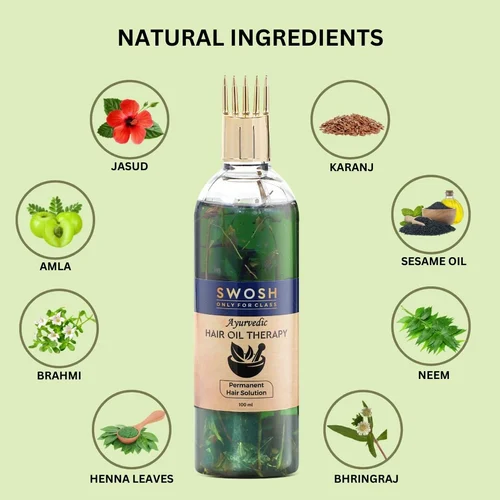 NATURAL INGREDIENTS
JASUD
KARANJ
AMLA
SESAME OIL
SWOSH
ONLY FOR CLASS
Ayurvedic
HAIR OIL THERAPY
Permanent
Hair Solution
100 ml
BRAHMI
NEEM
HENNA LEAVES
BHRINGRAJ